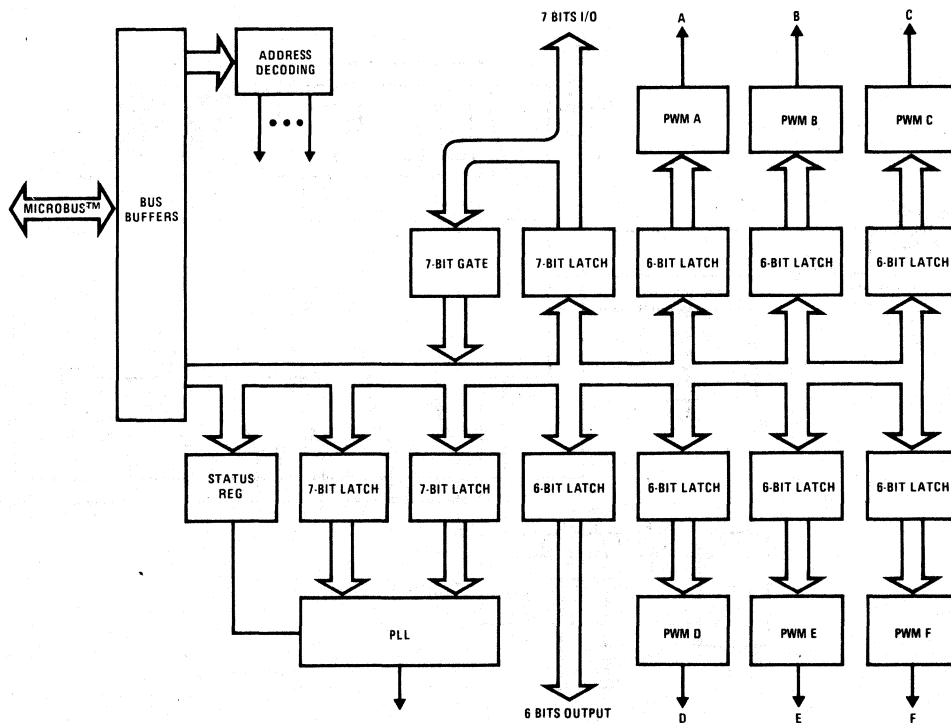 7 BITS I/O
A
B
C
ADDRESS
DECODING
PWM A
PWM B
PWM C
MICROBUS™
BUS
BUFFERS
7-BIT GATE
7-BIT LATCH
6-BIT LATCH
6-BIT LATCH
6-BIT LATCH
STATUS
REG
7-BIT LATCH
7-BIT LATCH
6-BIT LATCH
6-BIT LATCH
6-BIT LATCH
6-BIT LATCH
PLL
PWM D
PWM E
PWM F
6 BITS OUTPUT
D
E
F